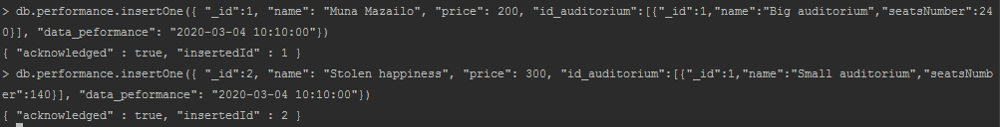 > db.performance.insertOne({ "_id":1, "name": "Muna Mazailo", "price": 200, "id_auditorium":[{"_id":1,"name":"Big auditorium","seatsNumber":24
0}], "data_peformance": "2020-03-04 10:10:00"})
{ "acknowledged" : true, "insertedId" : 1 }
> db.performance.insertOne({ "_id":2, "name": "Stolen happiness", "price": 300, "id_auditorium":[{"_id":1,"name":"Small auditorium","seatsNumb
er":140}], "data_peformance": "2020-03-04 10:10:00"})
{ "acknowledged" : true, "insertedId" : 2 }